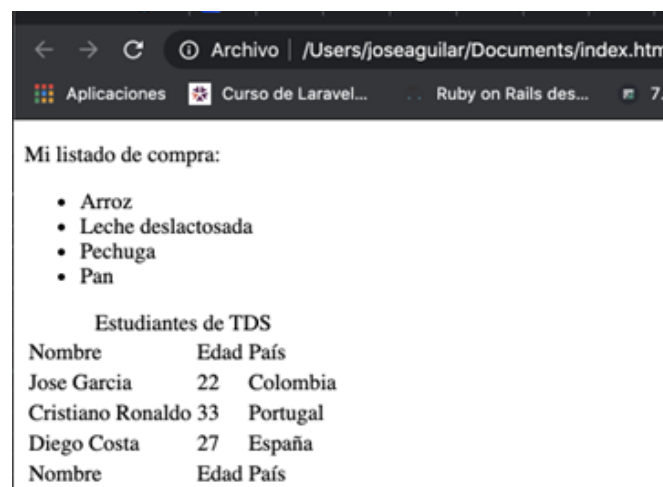 Archivo | /Users/joseaguilar/Documents/index.htm
Aplicaciones Curso de Laravel... Ruby on Rails des... 7.
Mi listado de compra:
• Arroz
• Leche deslactosada
• Pechuga
• Pan
Estudiantes de TDS
Nombre Edad País
Jose Garcia 22 Colombia
Cristiano Ronaldo 33 Portugal
Diego Costa 27 España
Nombre Edad País